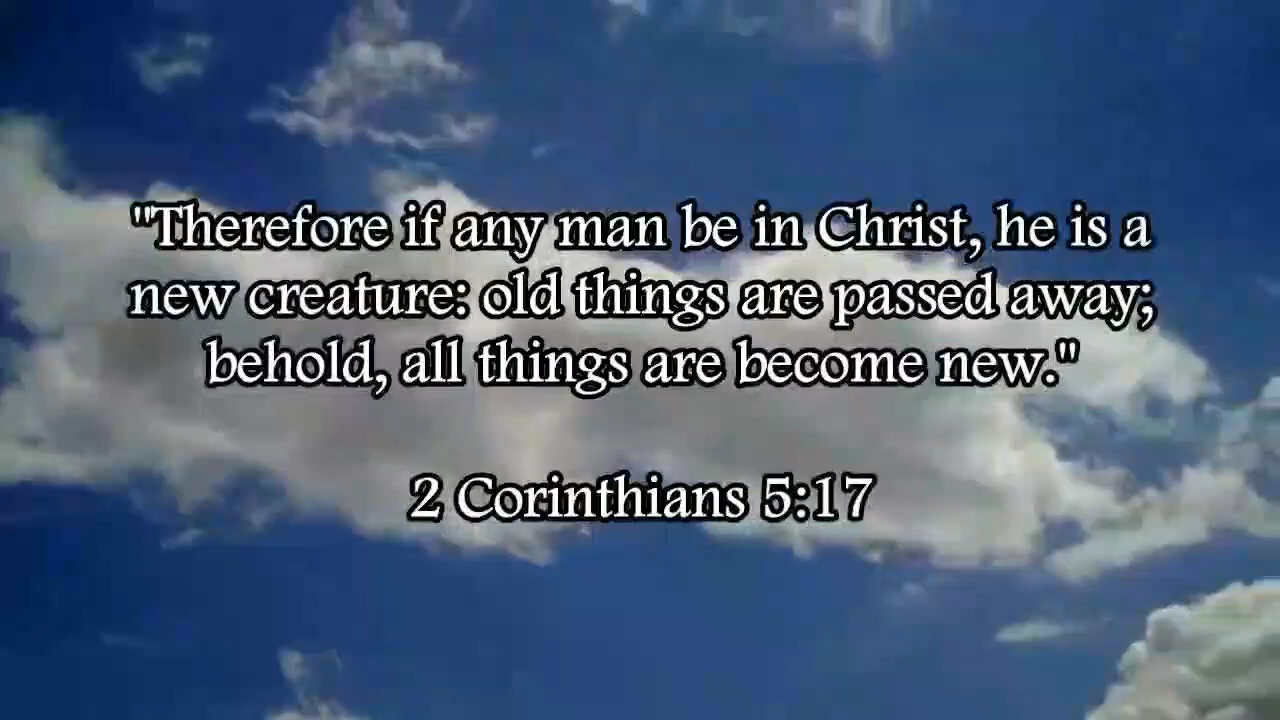 "Therefore if any man be in Christ, he is a
new creature: old things are passed away;
behold, all things are become new."
2 Corinthians 5:17